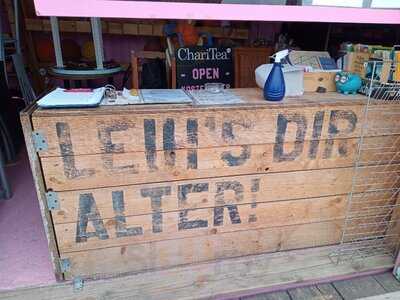 ChariTea
OPEN
LEIH'S DIR
ALTER!